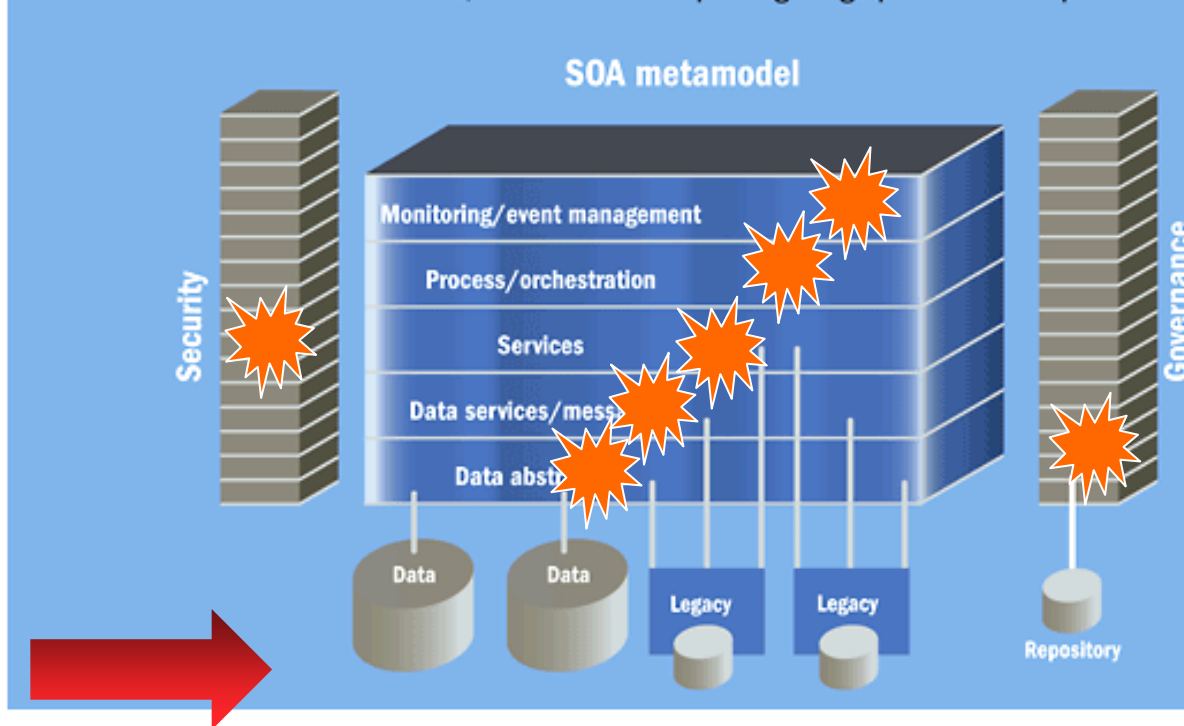 SOA metamodel
Security
Monitoring/event management
Process/orchestration
Services
Data services/mess
Data abst
Governance
Data
Data
Legacy
Legacy
Repository